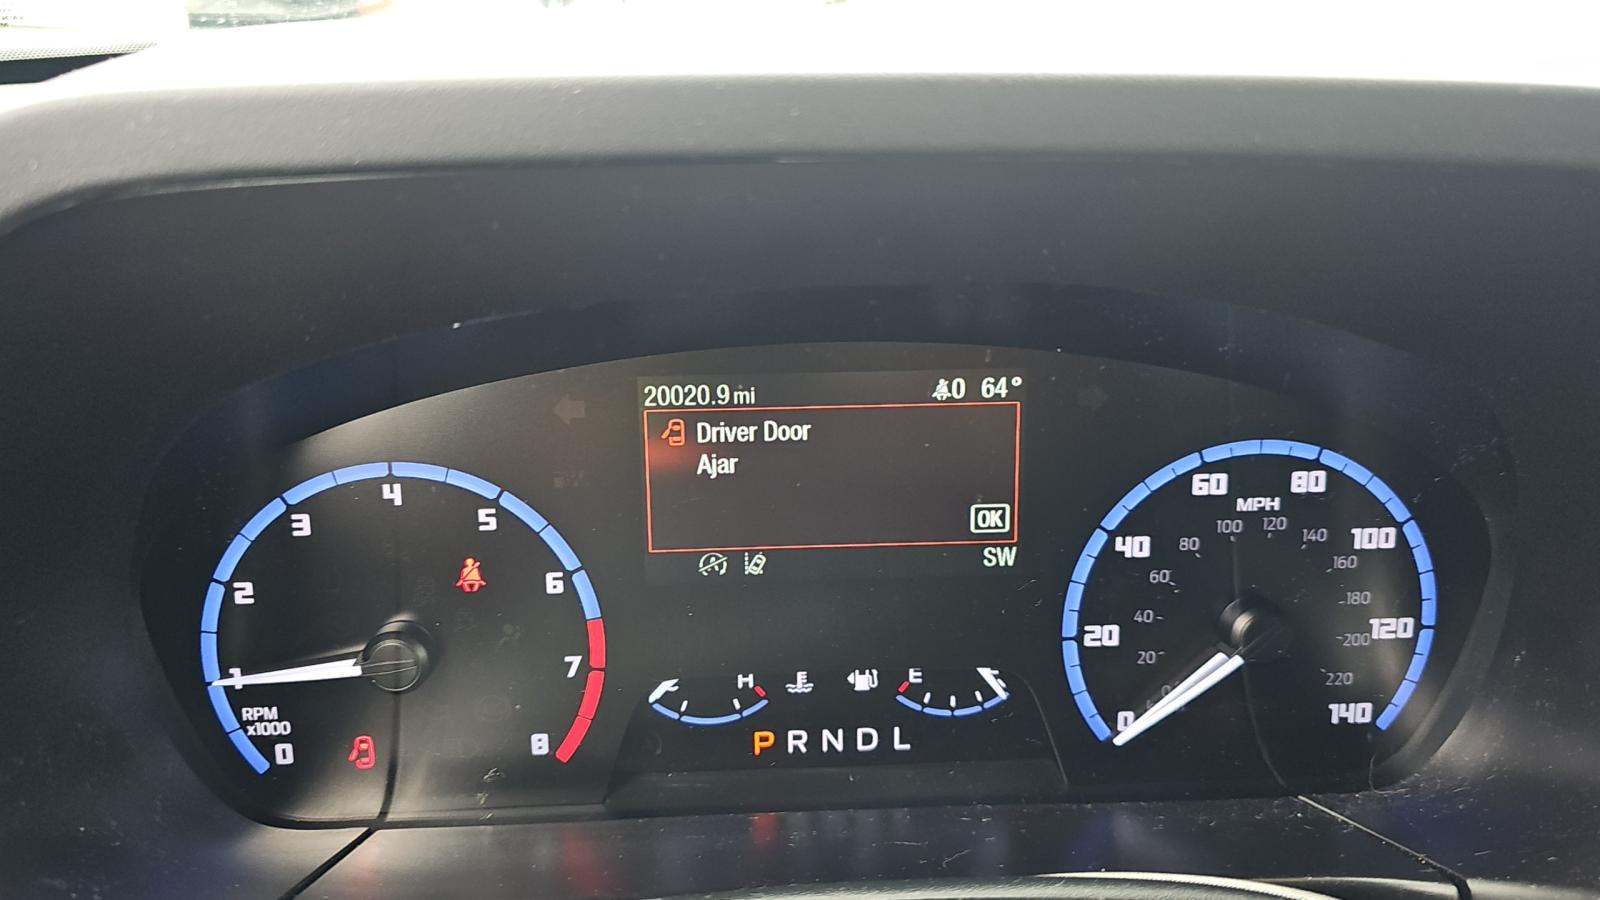 20020.9 mi 0 64°
Driver Door
Ajar
OK
SW
0 1 2 3 4 5 6 7 8
RPM
x1000
H E
P R N D L
0 20 40 60 80 100 120 140
MPH
20 40 60 80 100 120 140 160 180 200 220